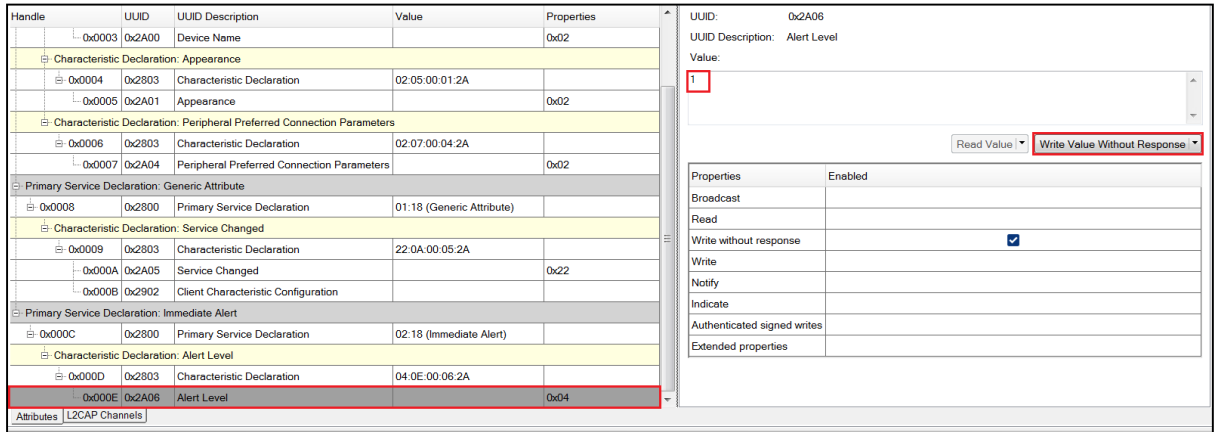 Handle UUID UUID Description Value Properties
0x0003 0x2A00 Device Name 0x02
Characteristic Declaration: Appearance
0x0004 0x2803 Characteristic Declaration 02:05:00:01:2A
0x0005 0x2A01 Appearance 0x02
Characteristic Declaration: Peripheral Preferred Connection Parameters
0x0006 0x2803 Characteristic Declaration 02:07:00:04:2A
0x0007 0x2A04 Peripheral Preferred Connection Parameters 0x02
Primary Service Declaration: Generic Attribute
0x0008 0x2800 Primary Service Declaration 01:18 (Generic Attribute)
Characteristic Declaration: Service Changed
0x0009 0x2803 Characteristic Declaration 22:0A:00:05:2A
0x000A 0x2A05 Service Changed 0x22
0x000B 0x2902 Client Characteristic Configuration
Primary Service Declaration: Immediate Alert
0x000C 0x2800 Primary Service Declaration 02:18 (Immediate Alert)
Characteristic Declaration: Alert Level
0x000D 0x2803 Characteristic Declaration 04:0E:00:06:2A
0x000E 0x2A06 Alert Level 0x04
Attributes L2CAP Channels
UUID: 0x2A06
UUID Description: Alert Level
Value:
1
Read Value Write Value Without Response
Properties Enabled
Broadcast
Read
Write without response
Write
Notify
Indicate
Authenticated signed writes
Extended properties